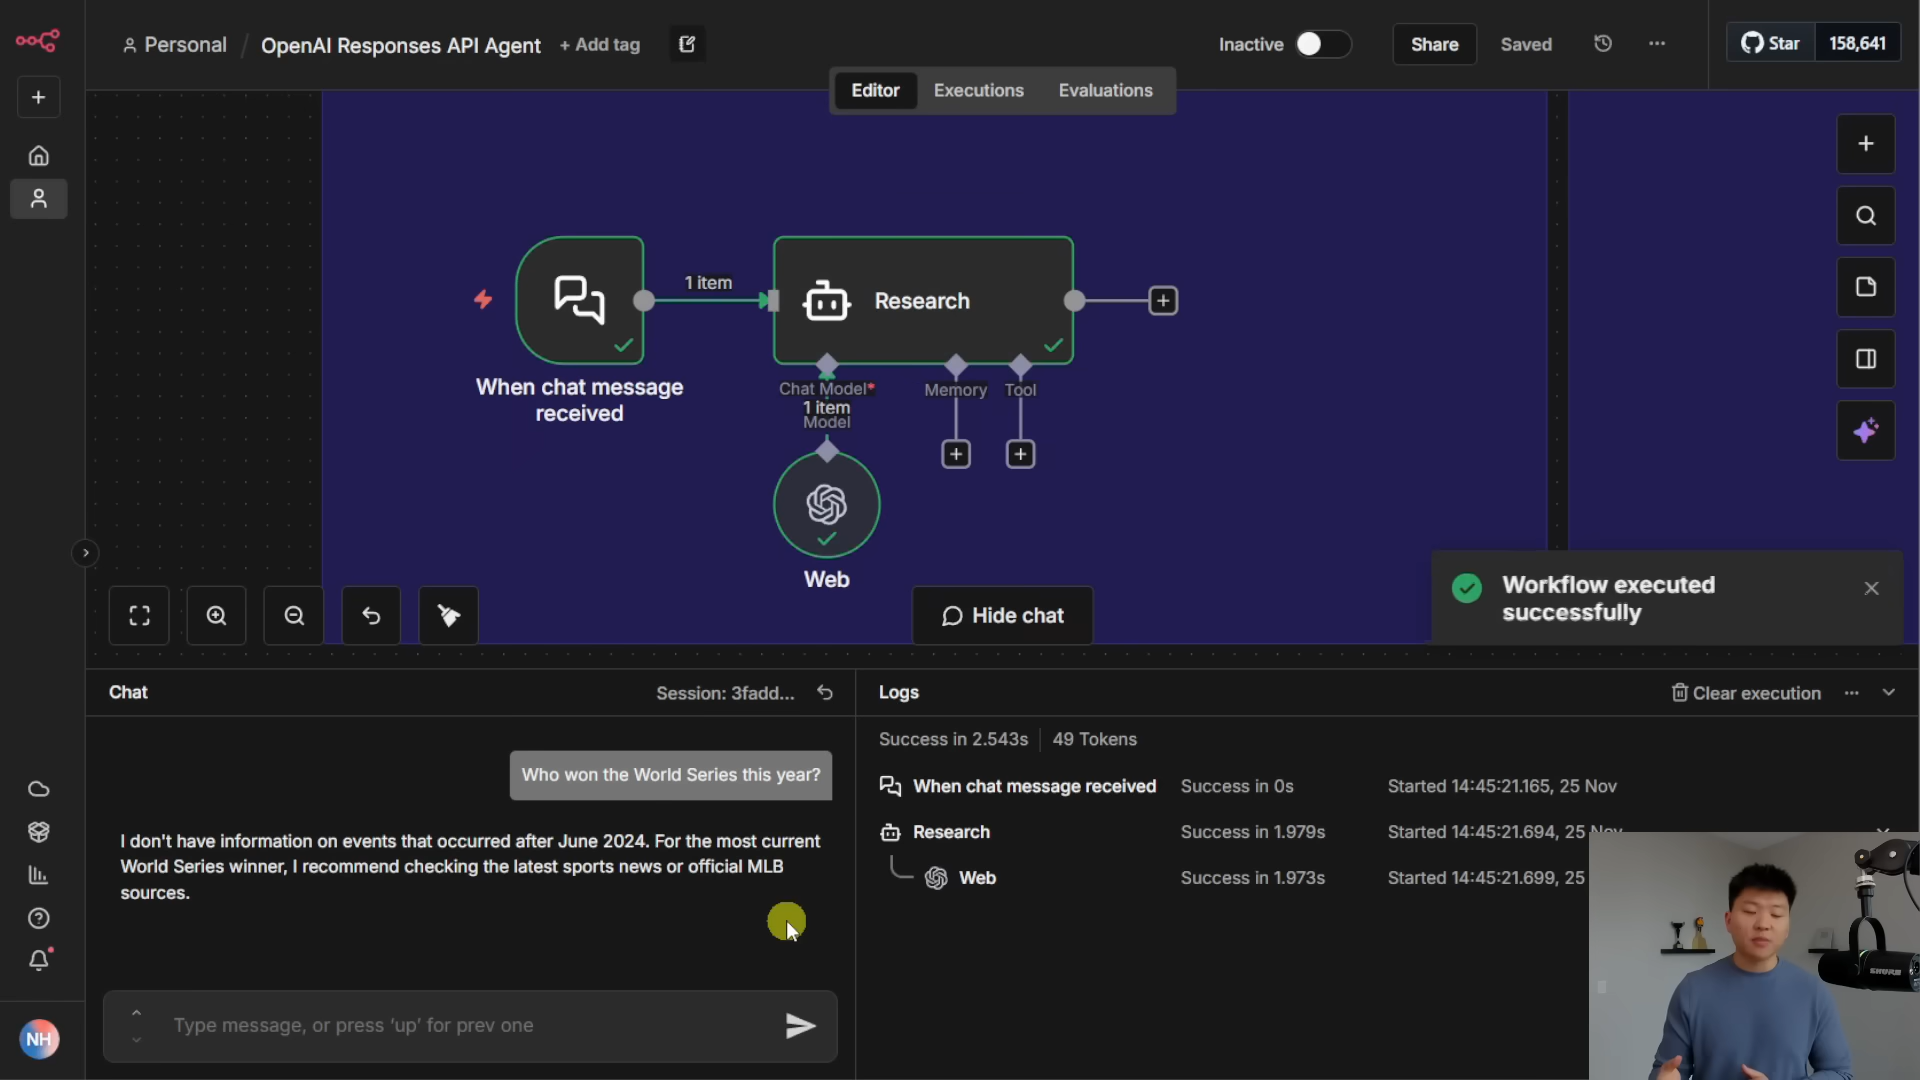 Personal / OpenAI Responses API Agent + Add tag
Inactive
Share
Saved
Star 158,641
Editor Executions Evaluations
1 item
Research
When chat message
received
Chat Model*
Memory
Tool
1 item
Model
Web
Hide chat
Workflow executed
successfully
Chat
Session: 3fadd...
Who won the World Series this year?
I don't have information on events that occurred after June 2024. For the most current
World Series winner, I recommend checking the latest sports news or official MLB
sources.
Type message, or press ‘up’ for prev one
NH
Logs
Clear execution
Success in 2.543s 49 Tokens
When chat message received Success in 0s Started 14:45:21.165, 25 Nov
Research Success in 1.979s Started 14:45:21.694, 25 Nov
Web Success in 1.973s Started 14:45:21.699, 25
SHURE